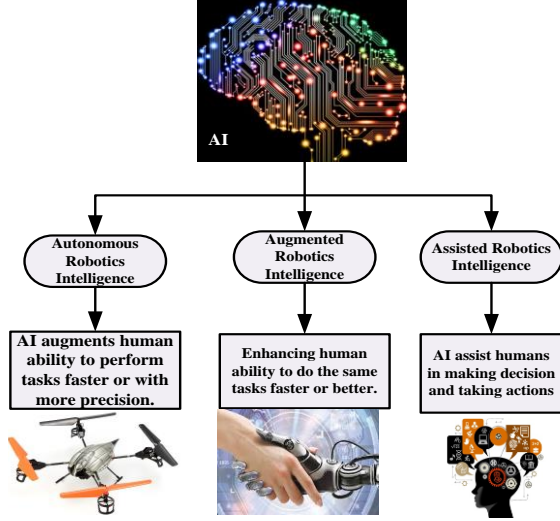 AI
Autonomous
Robotics
Intelligence
Augmented
Robotics
Intelligence
Assisted Robotics
Intelligence
AI augments human
ability to perform
tasks faster or with
more precision.
Enhancing human
ability to do the same
tasks faster or better.
AI assist humans
in making decision
and taking actions